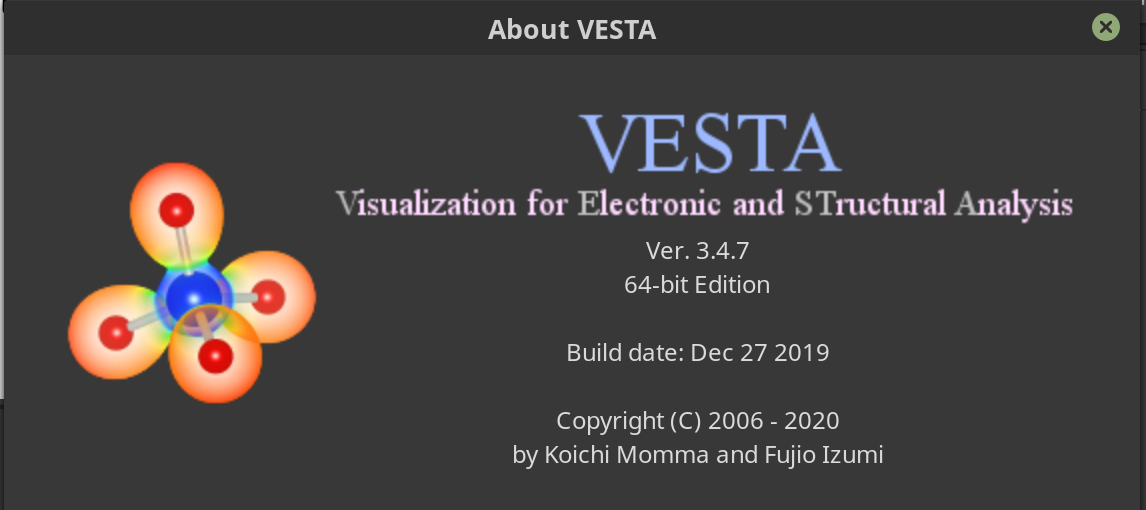 About VESTA
VESTA
Visualization for Electronic and STructural Analysis
Ver. 3.4.7
64-bit Edition
Build date: Dec 27 2019
Copyright (C) 2006 - 2020
by Koichi Momma and Fujio Izumi